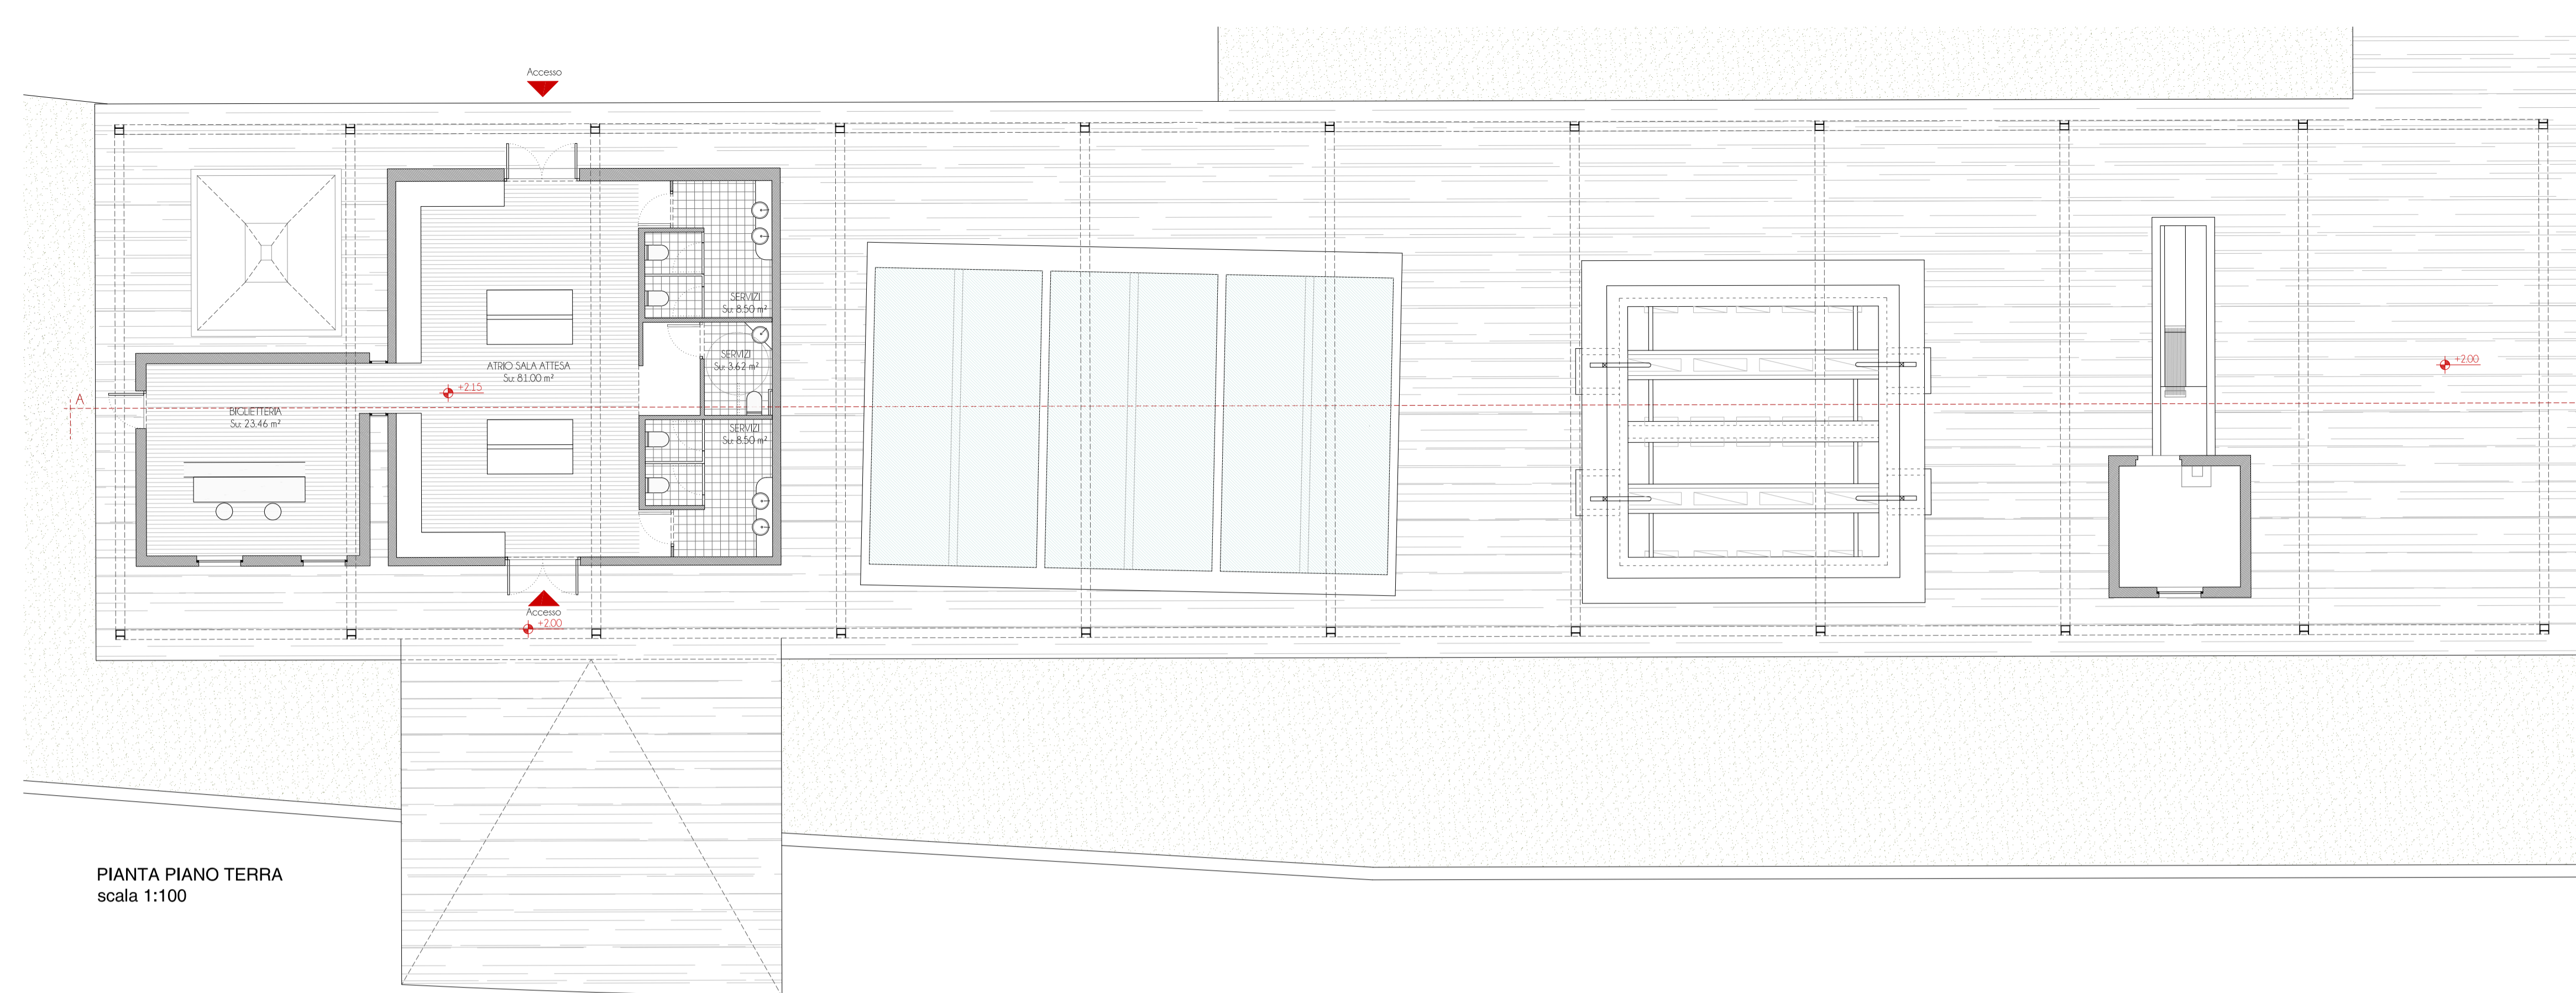 Accesso
SERVIZI
Su: 8.50 m²
SERVIZI
Su: 3.62 m²
ATRIO SALA ATTESA
Su: 81.00 m²
+2.15
+2.00
A
BIGLIETTERIA
Su: 23.46 m²
SERVIZI
Su: 8.50 m²
Accesso
+2.00
PIANTA PIANO TERRA
scala 1:100